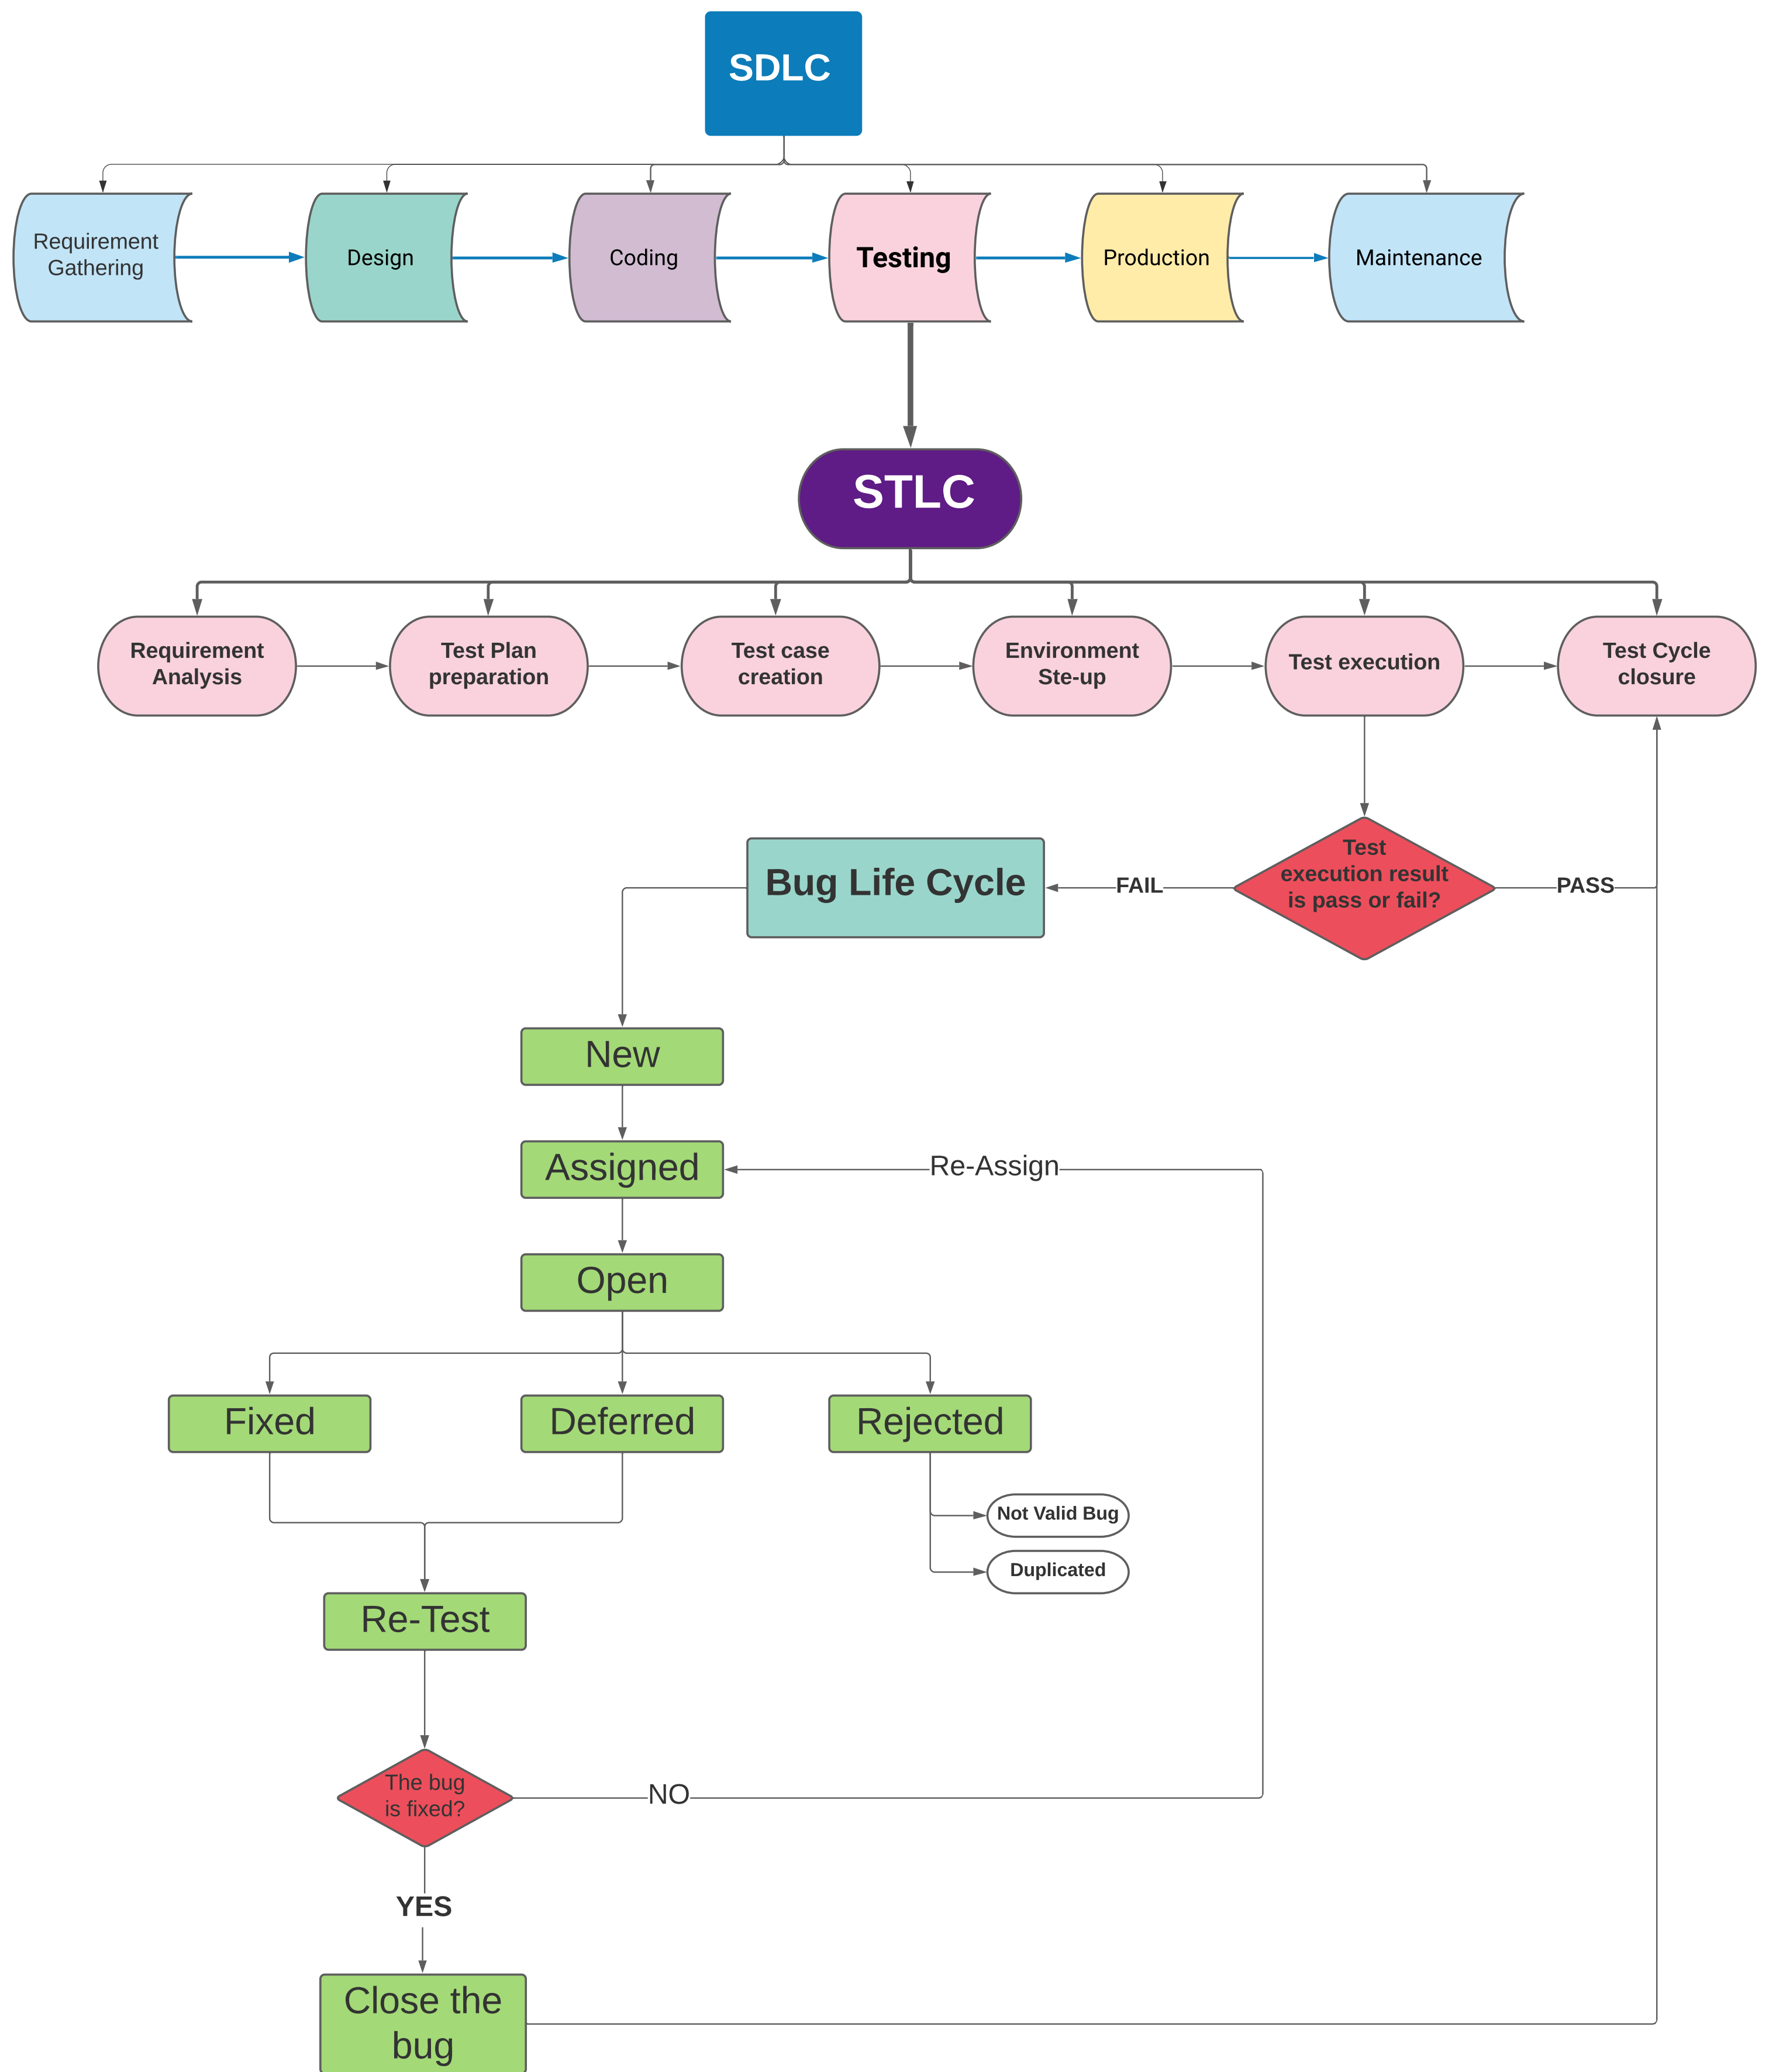 SDLC
Requirement
Gathering
Design
Coding
Testing
Production
Maintenance
STLC
Requirement
Analysis
Test Plan
preparation
Test case
creation
Environment
Ste-up
Test execution
Test Cycle
closure
Test
execution result
is pass or fail?
FAIL
PASS
Bug Life Cycle
New
Assigned
Re-Assign
Open
Fixed
Deferred
Rejected
Not Valid Bug
Duplicated
Re-Test
The bug
is fixed?
NO
YES
Close the
bug